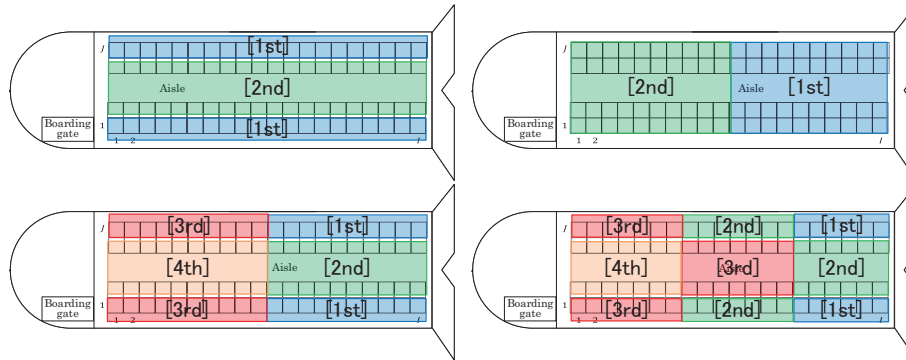 J
[1st]
Aisle
[2nd]
Boarding
gate
1
[1st]
1 2
I
J
[2nd]
Aisle
[1st]
Boarding
gate
1
1 2
I
J
[3rd]
[1st]
[4th]
Aisle
[2nd]
Boarding
gate
1
[3rd]
[1st]
1 2
I
J
[3rd]
[2nd]
[1st]
[4th]
Aisle
[3rd]
[2nd]
Boarding
gate
1
[3rd]
[2nd]
[1st]
1 2
I